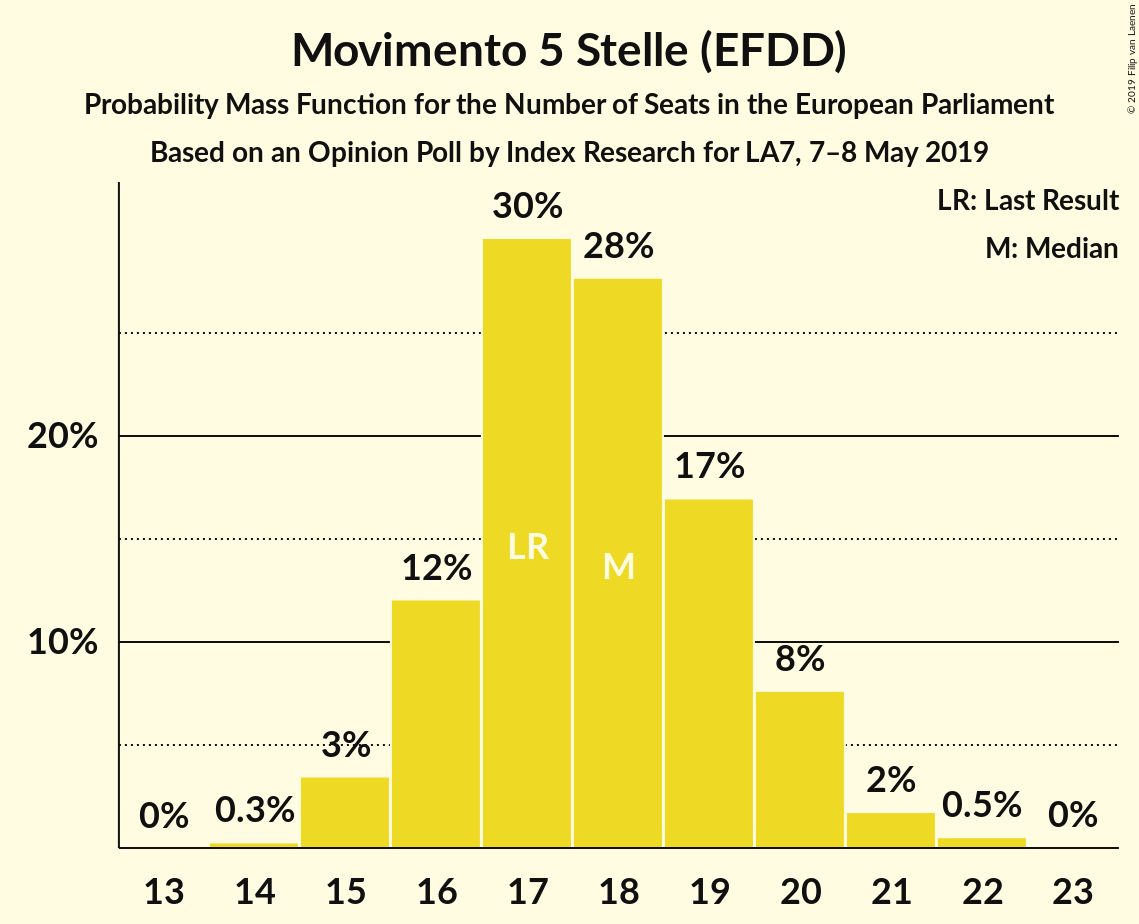 Movimento 5 Stelle (EFDD)
Probability Mass Function for the Number of Seats in the European Parliament
Based on an Opinion Poll by Index Research for LA7, 7–8 May 2019
© 2019 Filip van Laenen
LR: Last Result
M: Median
30%
28%
20%
17%
LR
M
12%
10%
8%
3%
2%
0%
0.3%
0.5%
0%
13 14 15 16 17 18 19 20 21 22 23